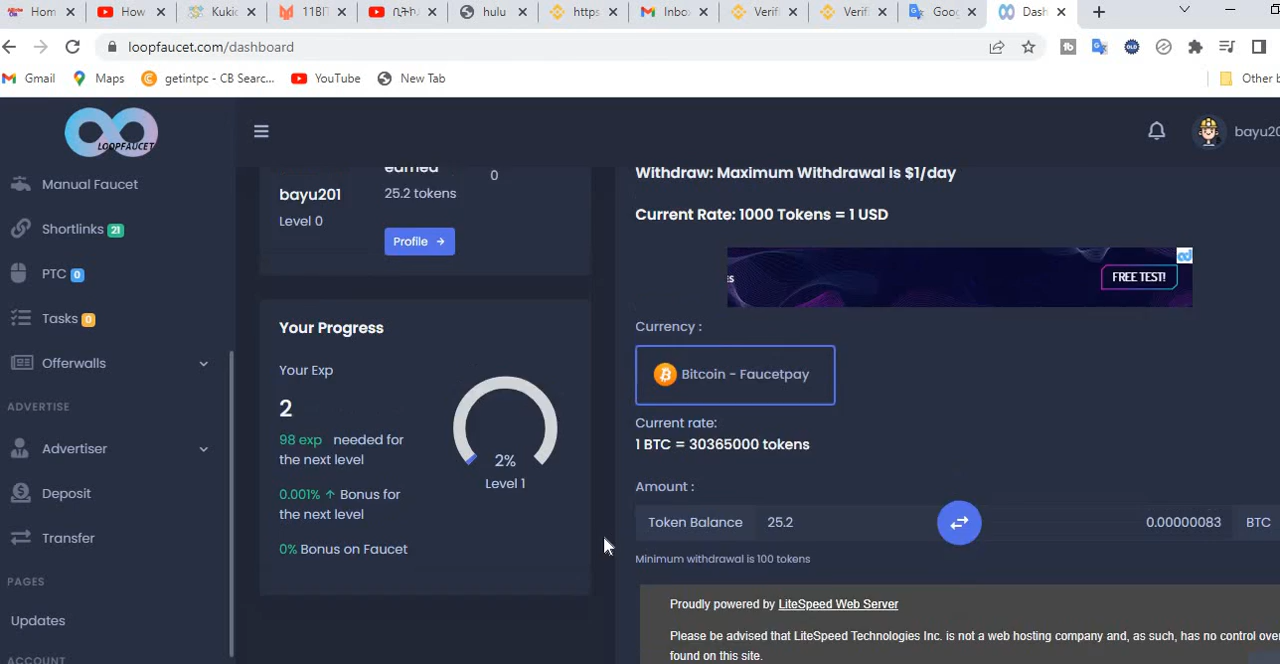 Hom
How
Kukic
11BIT
hulu
https
Inbo
Verifi
Verifi
Goog
Dash
loopfaucet.com/dashboard
Gmail
Maps
getintpc - CB Searc...
YouTube
New Tab
Other b
LOOPFAUCET
bayu20
Manual Faucet
Shortlinks 21
PTC 0
Tasks 0
Offerwalls
ADVERTISE
Advertiser
Deposit
Transfer
PAGES
Updates
ACCOUNT
bayu201
Level 0
earned
25.2 tokens
0
Profile →
Your Progress
Your Exp
2
98 exp needed for
the next level
0.001% ↑ Bonus for
the next level
0% Bonus on Faucet
2%
Level 1
Withdraw: Maximum Withdrawal is $1/day
Current Rate: 1000 Tokens = 1 USD
ES
FREE TEST!
Currency :
Bitcoin - Faucetpay
Current rate:
1 BTC = 30365000 tokens
Amount :
Token Balance 25.2 0.00000083 BTC
Minimum withdrawal is 100 tokens
Proudly powered by LiteSpeed Web Server
Please be advised that LiteSpeed Technologies Inc. is not a web hosting company and, as such, has no control over
found on this site.